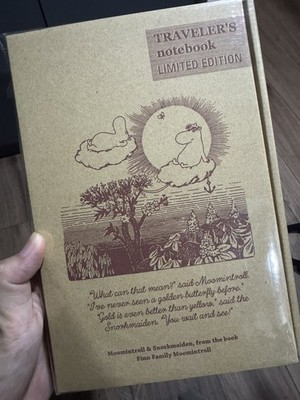 TRAVELER'S
notebook
LIMITED EDITION
"What can that mean?" said Moomintroll.
"I've never seen a golden butterfly before."
"Gold is even better than yellow," said the
Snorkmaiden. "You wait and see!"
Moomintroll & Snorkmaiden, from the book
Finn Family Moomintroll